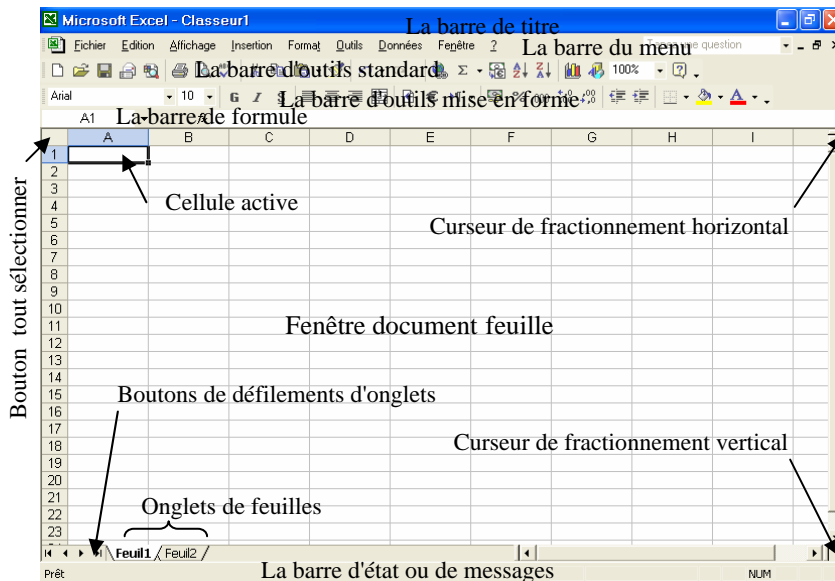 Microsoft Excel - Classeur1
La barre de titre
Fichier Edition Affichage Insertion Format Outils Données Fenêtre ?
La barre du menu
question
La barre d'outils standard
100%
Arial 10 G I S
La barre d'outils mise en forme
A1
La barre de formule
A B C D E F G H I
1
2
3
4
5
6
7
8
9
10
11
12
13
14
15
16
17
18
19
20
21
22
23
Cellule active
Curseur de fractionnement horizontal
Bouton tout sélectionner
Fenêtre document feuille
Boutons de défilements d'onglets
Curseur de fractionnement vertical
Onglets de feuilles
Feuil1 Feuil2
La barre d'état ou de messages
Prêt NUM